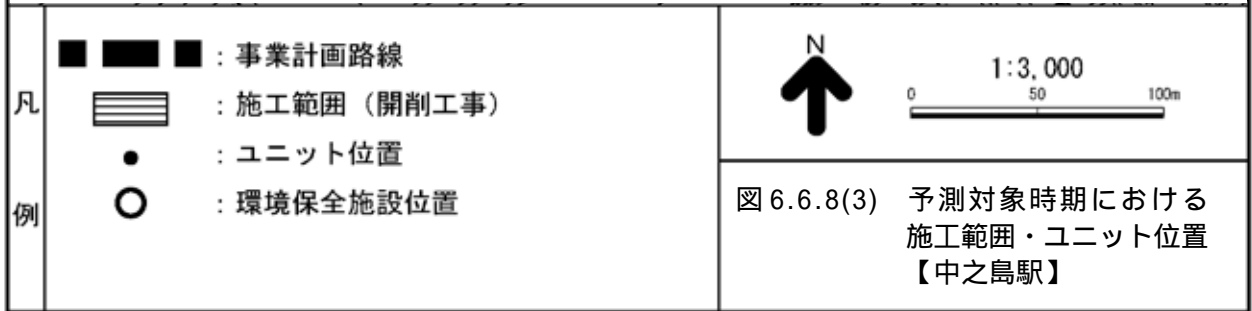 凡例
：事業計画路線
：施工範囲（開削工事）
：ユニット位置
：環境保全施設位置
N
1:3,000
0 50 100m
図6.6.8(3) 予測対象時期における
施工範囲・ユニット位置
【中之島駅】